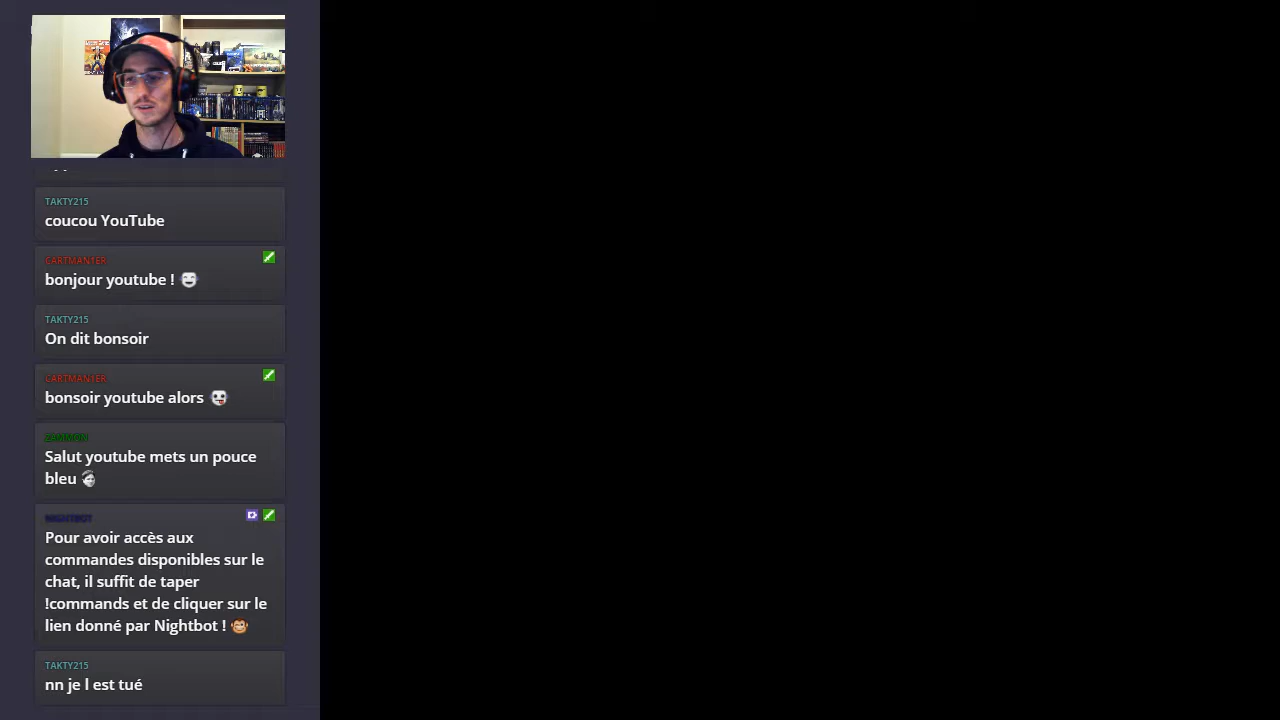 TAKTY215
coucou YouTube
CARTMAN1ER
bonjour youtube !
TAKTY215
On dit bonsoir
CARTMAN1ER
bonsoir youtube alors
ZAMMON
Salut youtube mets un pouce
bleu
NIGHTBOT
Pour avoir accès aux
commandes disponibles sur le
chat, il suffit de taper
!commands et de cliquer sur le
lien donné par Nightbot !
TAKTY215
nn je l est tué